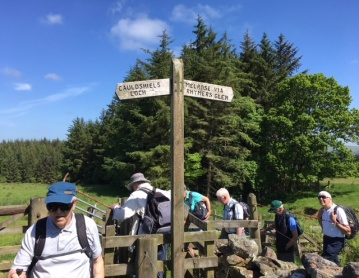 CAULDSHIELS
LOCH
MELROSE VIA
RHYMERS GLEN